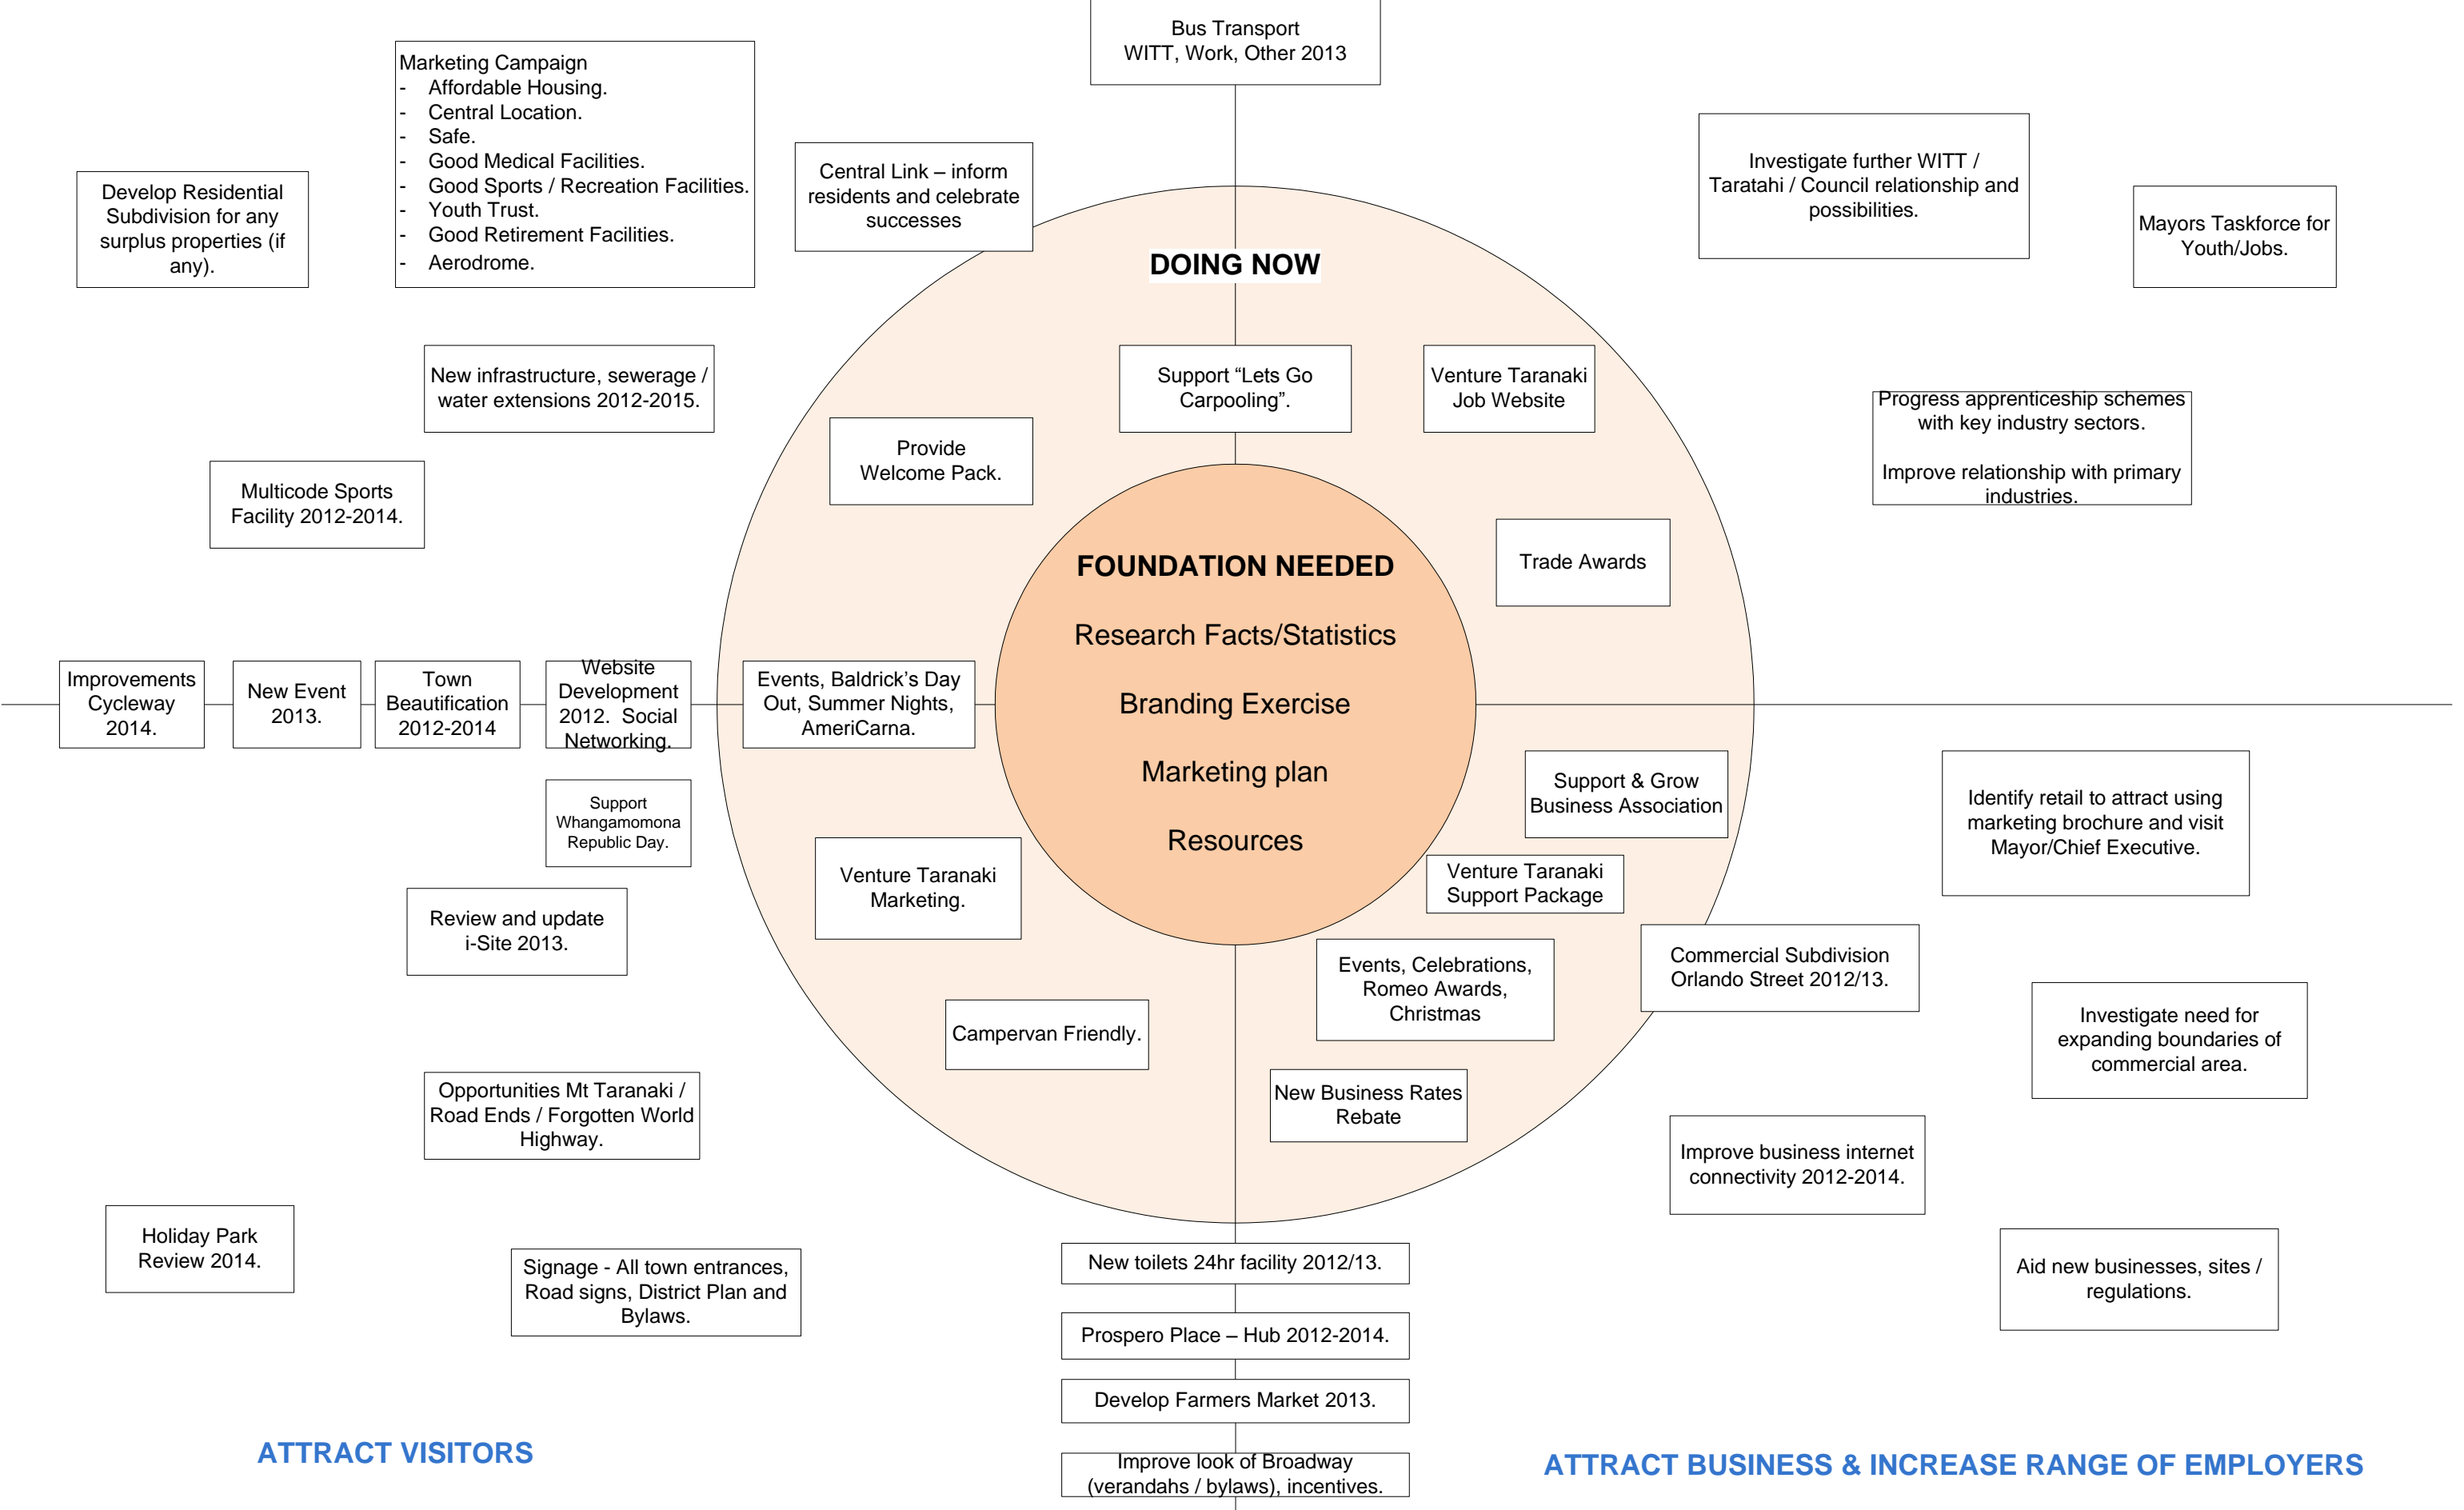 Bus Transport
WITT, Work, Other 2013
Marketing Campaign
- Affordable Housing.
- Central Location.
- Safe.
- Good Medical Facilities.
- Good Sports / Recreation Facilities.
- Youth Trust.
- Good Retirement Facilities.
- Aerodrome.
Central Link – inform
residents and celebrate
successes
Develop Residential
Subdivision for any
surplus properties (if
any).
Investigate further WITT /
Taratahi / Council relationship and
possibilities.
Mayors Taskforce for
Youth/Jobs.
DOING NOW
New infrastructure, sewerage /
water extensions 2012-2015.
Support “Lets Go
Carpooling”.
Venture Taranaki
Job Website
Progress apprenticeship schemes
with key industry sectors.
Improve relationship with primary
industries.
Provide
Welcome Pack.
Multicode Sports
Facility 2012-2014.
Trade Awards
FOUNDATION NEEDED
Research Facts/Statistics
Branding Exercise
Marketing plan
Resources
Improvements
Cycleway
2014.
New Event
2013.
Town
Beautification
2012-2014
Website
Development
2012.  Social
Networking.
Events, Baldrick’s Day
Out, Summer Nights,
AmeriCarna.
Support
Whangamomona
Republic Day.
Support & Grow
Business Association
Identify retail to attract using
marketing brochure and visit
Mayor/Chief Executive.
Venture Taranaki
Marketing.
Venture Taranaki
Support Package
Review and update
i-Site 2013.
Commercial Subdivision
Orlando Street 2012/13.
Events, Celebrations,
Romeo Awards,
Christmas
Campervan Friendly.
Investigate need for
expanding boundaries of
commercial area.
Opportunities Mt Taranaki /
Road Ends / Forgotten World
Highway.
New Business Rates
Rebate
Improve business internet
connectivity 2012-2014.
Holiday Park
Review 2014.
Signage - All town entrances,
Road signs, District Plan and
Bylaws.
New toilets 24hr facility 2012/13.
Aid new businesses, sites /
regulations.
Prospero Place – Hub 2012-2014.
Develop Farmers Market 2013.
Improve look of Broadway
(verandahs / bylaws), incentives.
ATTRACT VISITORS
ATTRACT BUSINESS & INCREASE RANGE OF EMPLOYERS